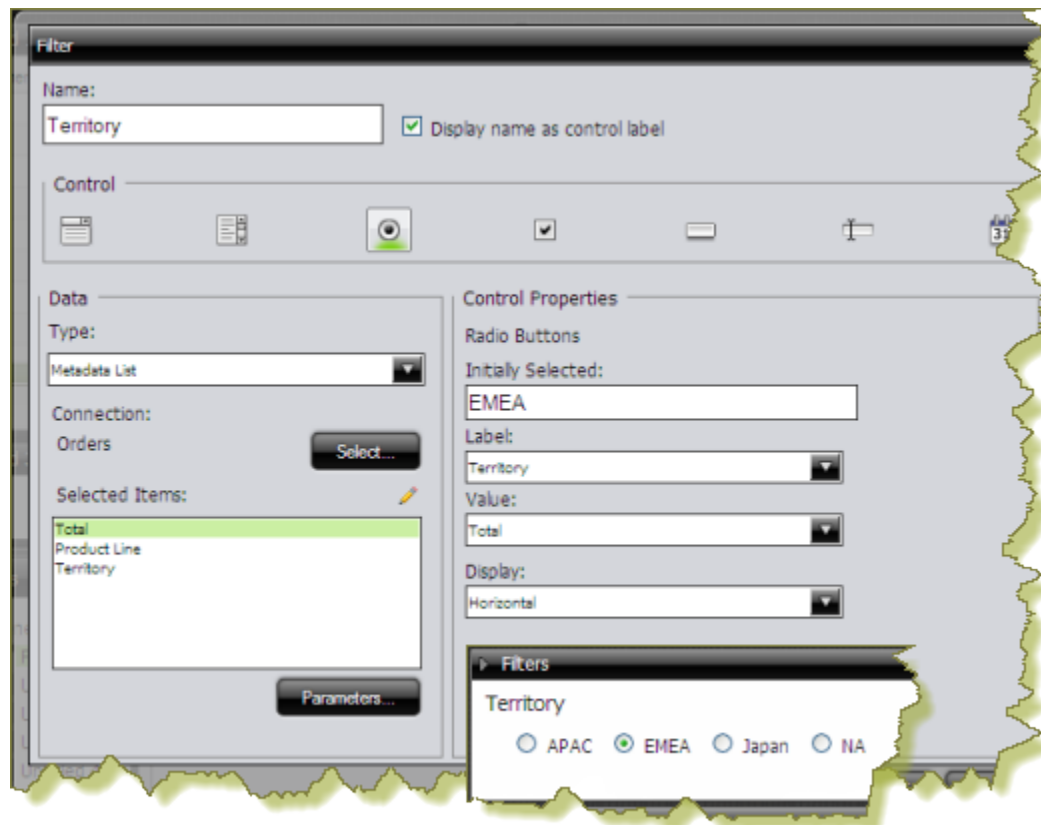 Filter
Name:
Territory
Display name as control label
Control
31
Data
Type:
Metadata List
Connection:
Orders
Select...
Selected Items:
Total
Product Line
Territory
Parameters...
Control Properties
Radio Buttons
Initially Selected:
EMEA
Label:
Territory
Value:
Total
Display:
Horizontal
Filters
Territory
APAC EMEA Japan NA